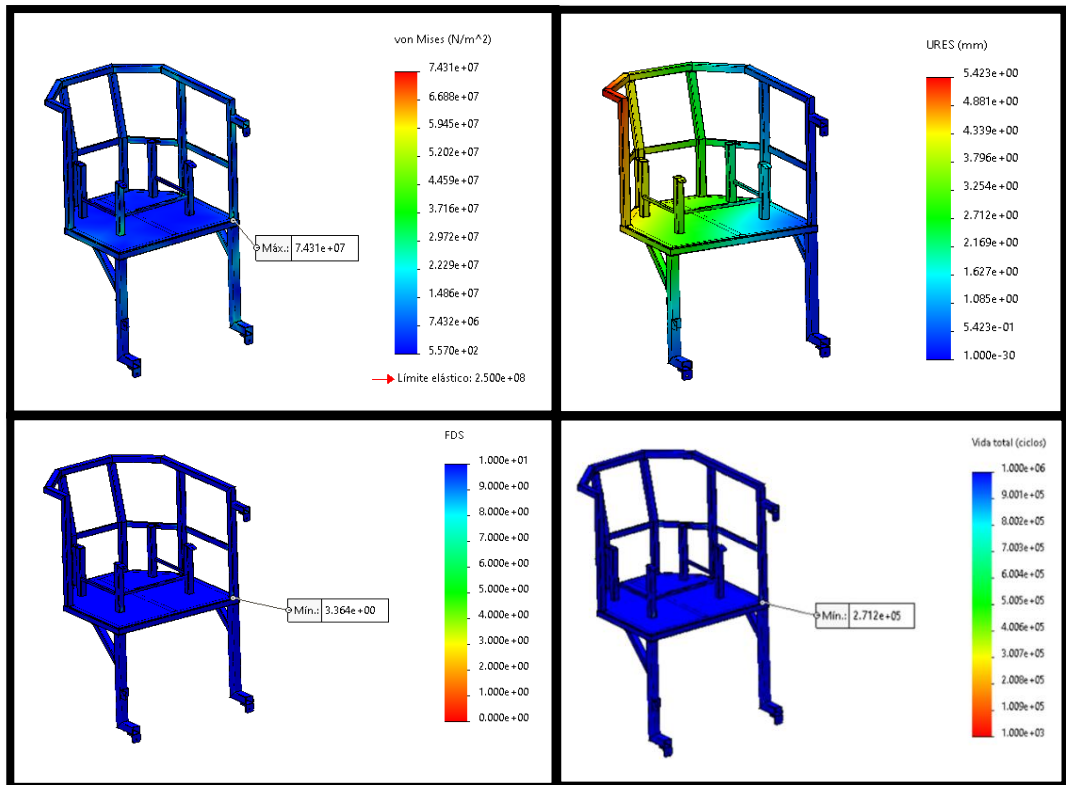 von Mises (N/m^2)
7.431e+07
6.688e+07
5.945e+07
5.202e+07
4.459e+07
3.716e+07
2.972e+07
2.229e+07
1.486e+07
7.432e+06
5.570e+02
Límite elástico: 2.500e+08
Máx.: 7.431e+07
URES (mm)
5.423e+00
4.881e+00
4.339e+00
3.796e+00
3.254e+00
2.712e+00
2.169e+00
1.627e+00
1.085e+00
5.423e-01
1.000e-30
FDS
1.000e+01
9.000e+00
8.000e+00
7.000e+00
6.000e+00
5.000e+00
4.000e+00
3.000e+00
2.000e+00
1.000e+00
0.000e+00
Mín.: 3.364e+00
Vida total (ciclos)
1.000e+06
9.001e+05
8.002e+05
7.003e+05
6.004e+05
5.005e+05
4.006e+05
3.007e+05
2.008e+05
1.009e+05
1.000e+03
Mín.: 2.712e+05